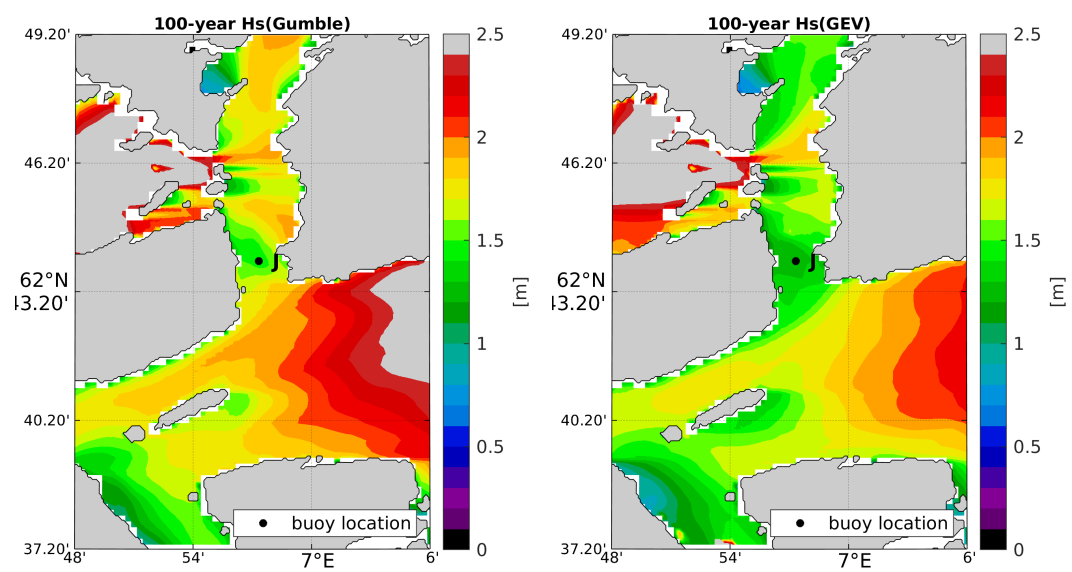 100-year Hs(Gumble)
49.20'
46.20'
62°N
43.20'
40.20'
37.20'
48'
54'
7°E
6'
J
buoy location
2.5
2
1.5
1
0.5
0
[m]
100-year Hs(GEV)
49.20'
46.20'
62°N
43.20'
40.20'
37.20'
48'
54'
7°E
6'
J
buoy location
2.5
2
1.5
1
0.5
0
[m]